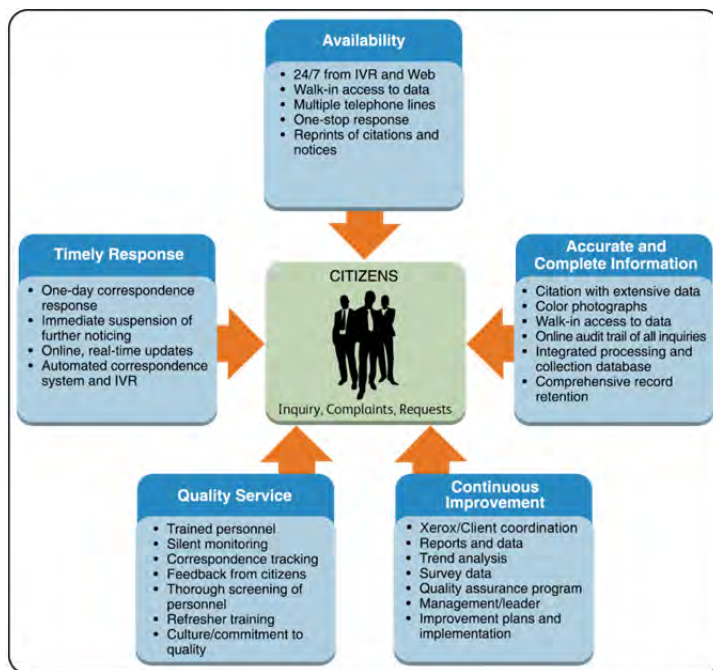 Availability
• 24/7 from IVR and Web
• Walk-in access to data
• Multiple telephone lines
• One-stop response
• Reprints of citations and
notices
Timely Response
• One-day correspondence
response
• Immediate suspension of
further noticing
• Online, real-time updates
• Automated correspondence
system and IVR
CITIZENS
Inquiry, Complaints, Requests
Accurate and
Complete Information
• Citation with extensive data
• Color photographs
• Walk-in access to data
• Online audit trail of all inquiries
• Integrated processing and
collection database
• Comprehensive record
retention
Quality Service
• Trained personnel
• Silent monitoring
• Correspondence tracking
• Feedback from citizens
• Thorough screening of
personnel
• Refresher training
• Culture/commitment to
quality
Continuous
Improvement
• Xerox/Client coordination
• Reports and data
• Trend analysis
• Survey data
• Quality assurance program
• Management/leader
• Improvement plans and
implementation